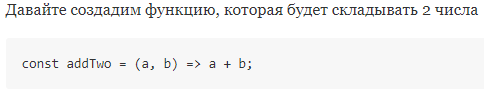 Давайте создадим функцию, которая будет складывать 2 числа
const addTwo = (a, b) => a + b;